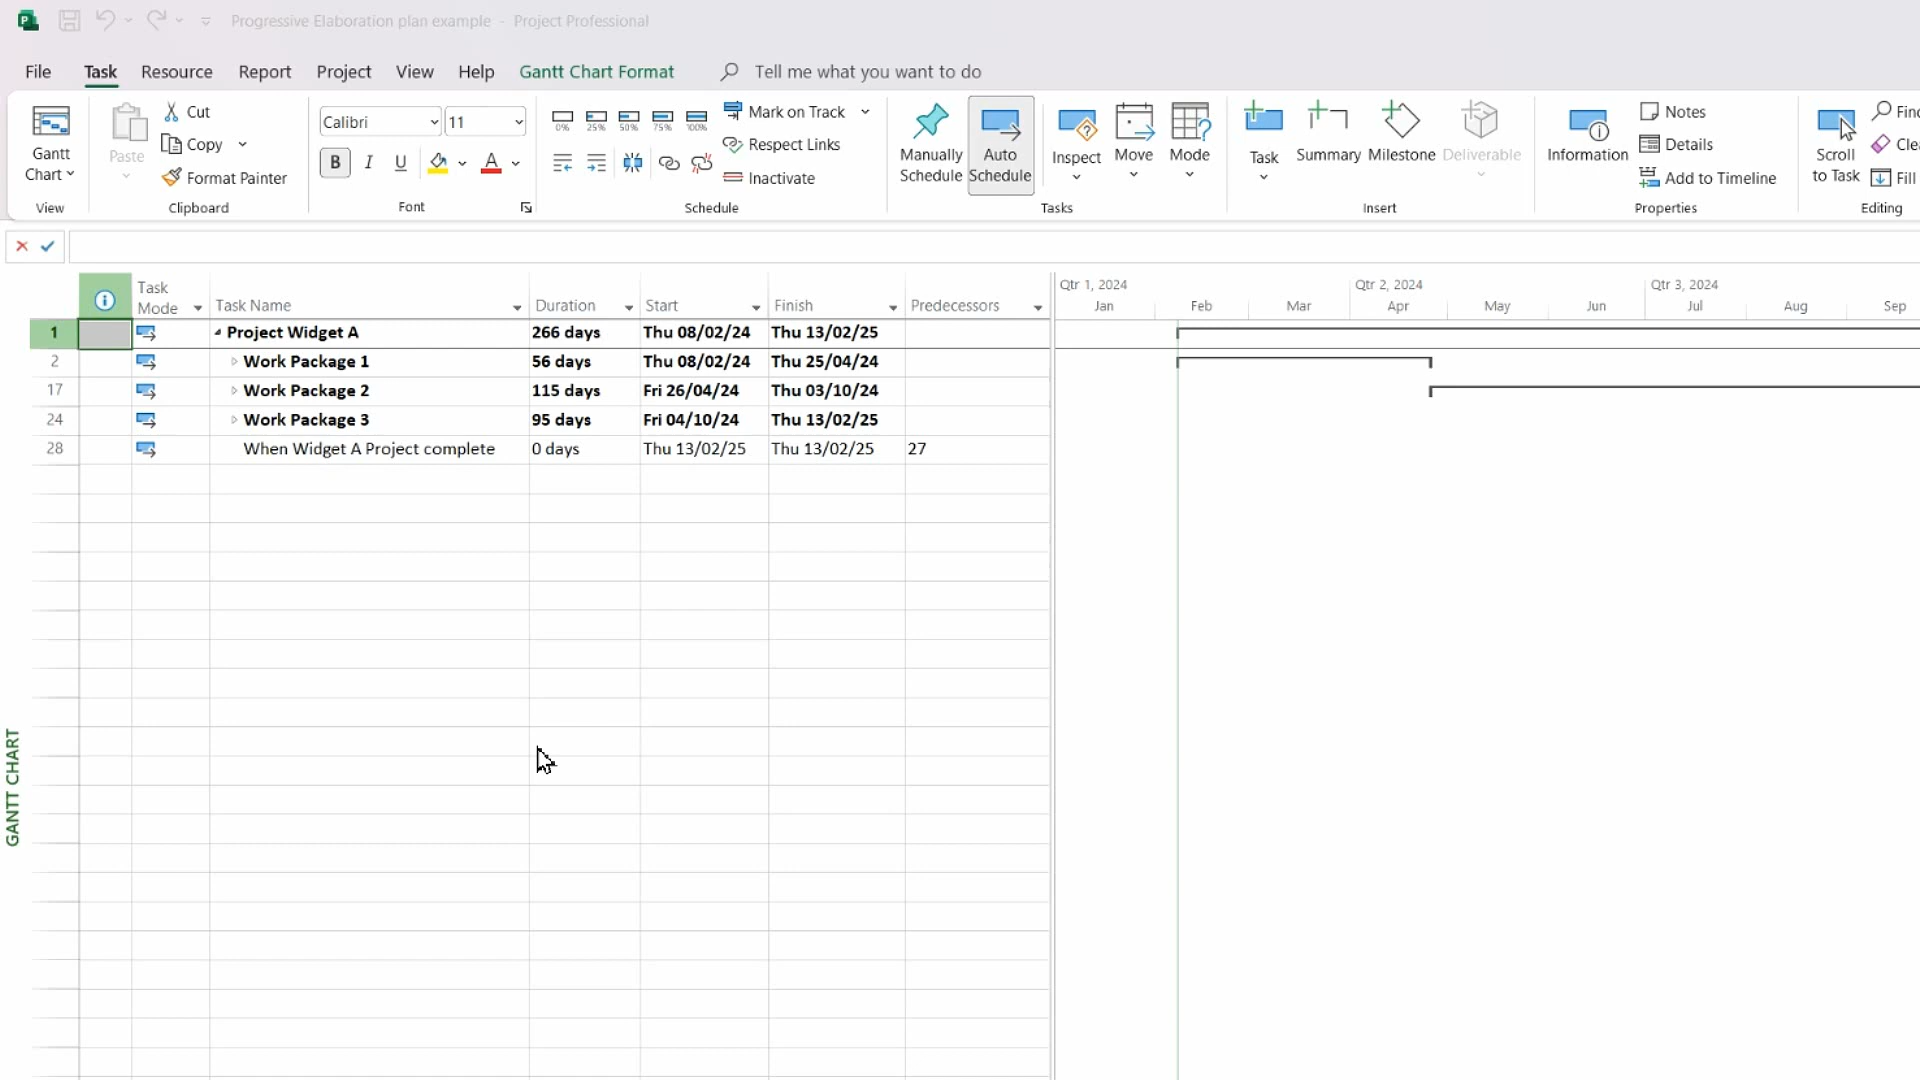 Progressive Elaboration plan example - Project Professional
File Task Resource Report Project View Help Gantt Chart Format Tell me what you want to do
Gantt Chart
View
Paste
Cut
Copy
Format Painter
Clipboard
Calibri 11
B I U A
Font
0% 25% 50% 75% 100%
Mark on Track
Respect Links
Inactivate
Schedule
Manually Schedule
Auto Schedule
Inspect
Move
Mode
Tasks
Task
Summary
Milestone
Deliverable
Insert
Information
Notes
Details
Add to Timeline
Properties
Scroll to Task
Fill
Editing
Task Mode Task Name Duration Start Finish Predecessors
Qtr 1, 2024 Qtr 2, 2024 Qtr 3, 2024
Jan Feb Mar Apr May Jun Jul Aug Sep
1 Project Widget A 266 days Thu 08/02/24 Thu 13/02/25
2 Work Package 1 56 days Thu 08/02/24 Thu 25/04/24
17 Work Package 2 115 days Fri 26/04/24 Thu 03/10/24
24 Work Package 3 95 days Fri 04/10/24 Thu 13/02/25
28 When Widget A Project complete 0 days Thu 13/02/25 Thu 13/02/25 27
GANTT CHART